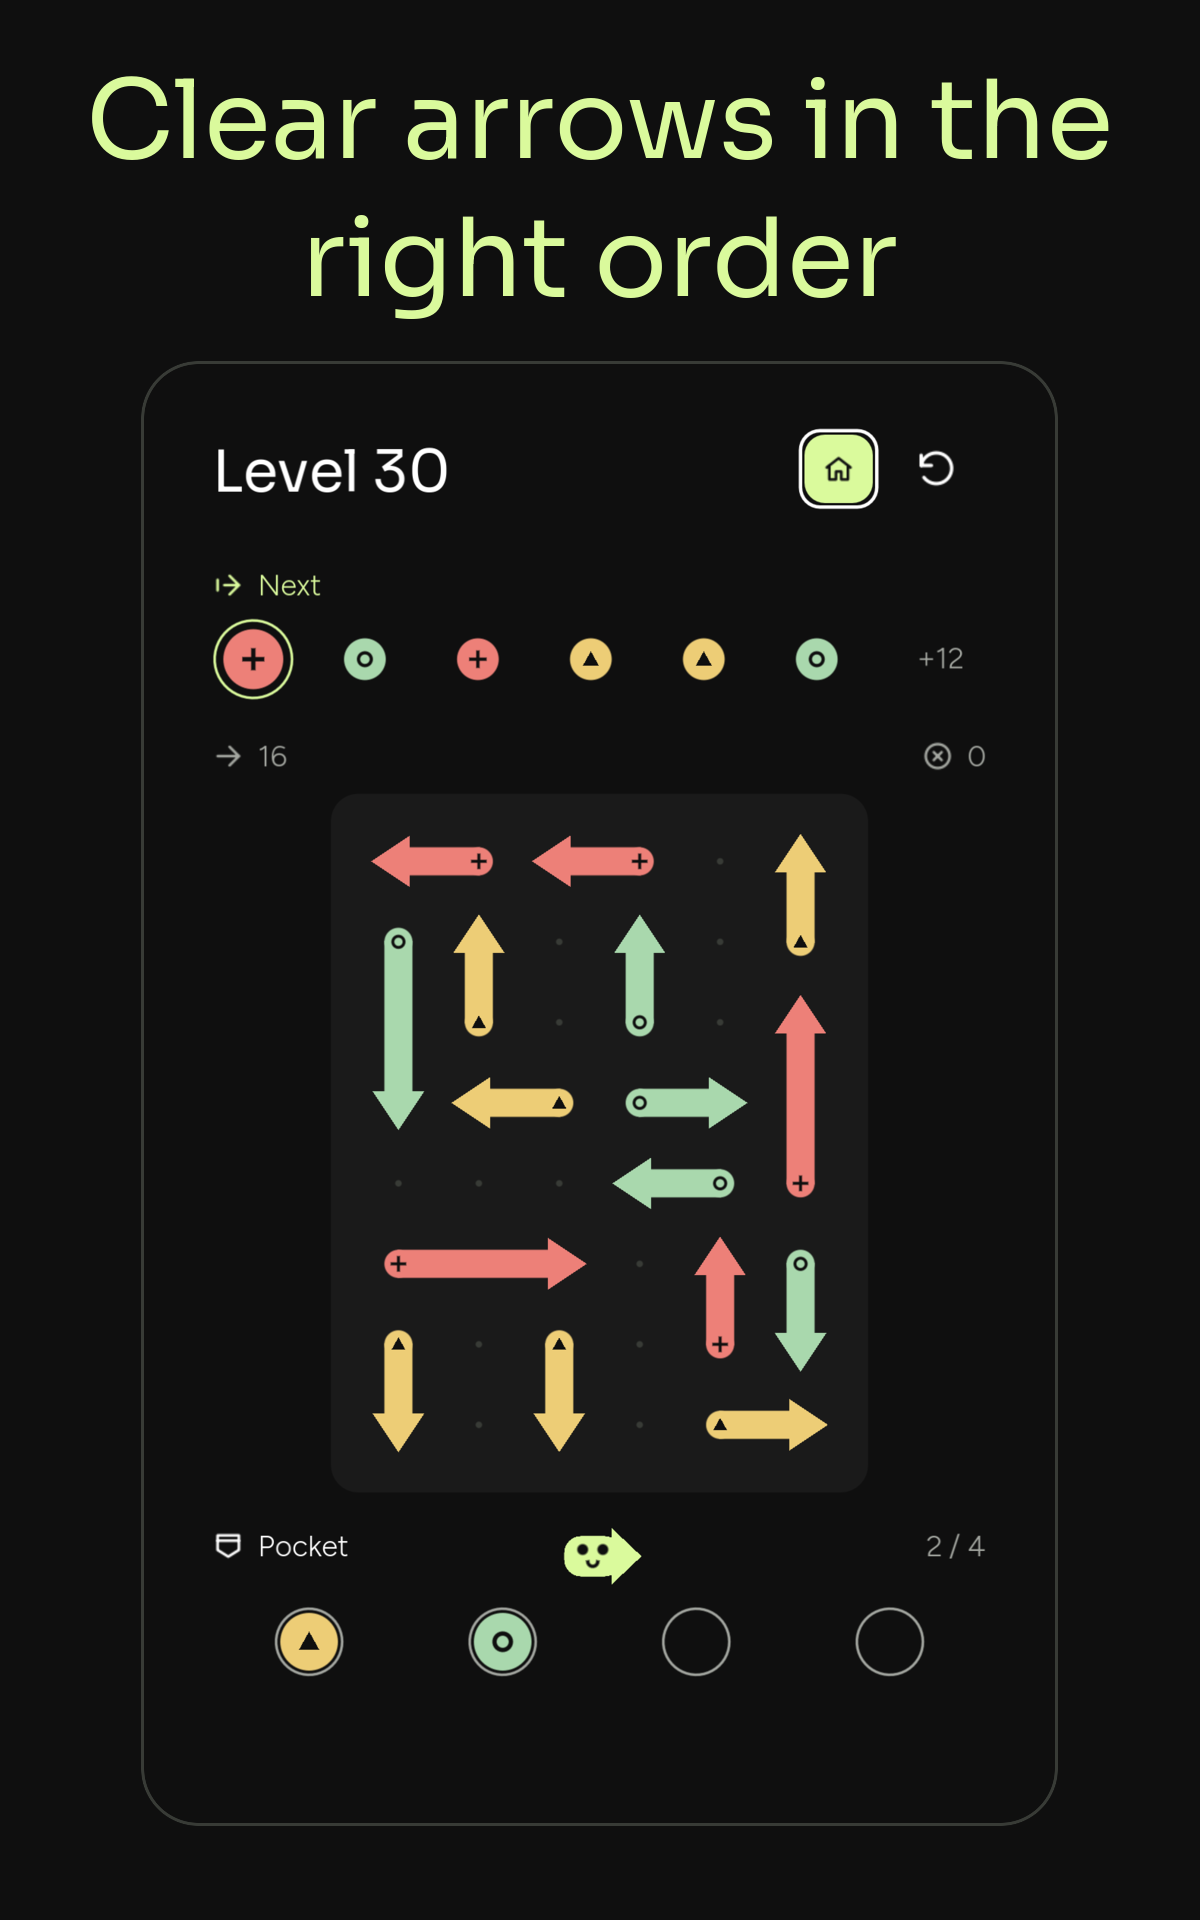 Clear arrows in the
right order
Level 30
Next
+12
16
0
Pocket
2 / 4